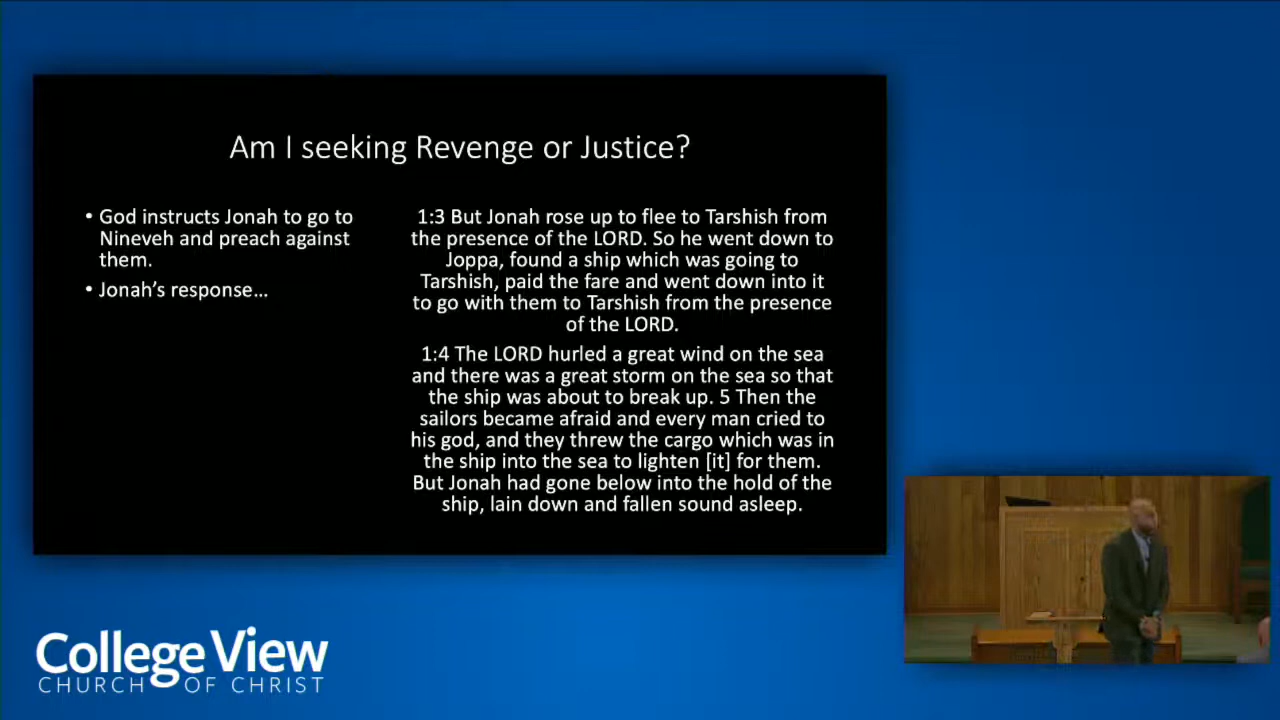 Am I seeking Revenge or Justice?
• God instructs Jonah to go to
Nineveh and preach against
them.
• Jonah’s response…
1:3 But Jonah rose up to flee to Tarshish from
the presence of the LORD. So he went down to
Joppa, found a ship which was going to
Tarshish, paid the fare and went down into it
to go with them to Tarshish from the presence
of the LORD.
1:4 The LORD hurled a great wind on the sea
and there was a great storm on the sea so that
the ship was about to break up. 5 Then the
sailors became afraid and every man cried to
his god, and they threw the cargo which was in
the ship into the sea to lighten [it] for them.
But Jonah had gone below into the hold of the
ship, lain down and fallen sound asleep.
College View
CHURCH OF CHRIST